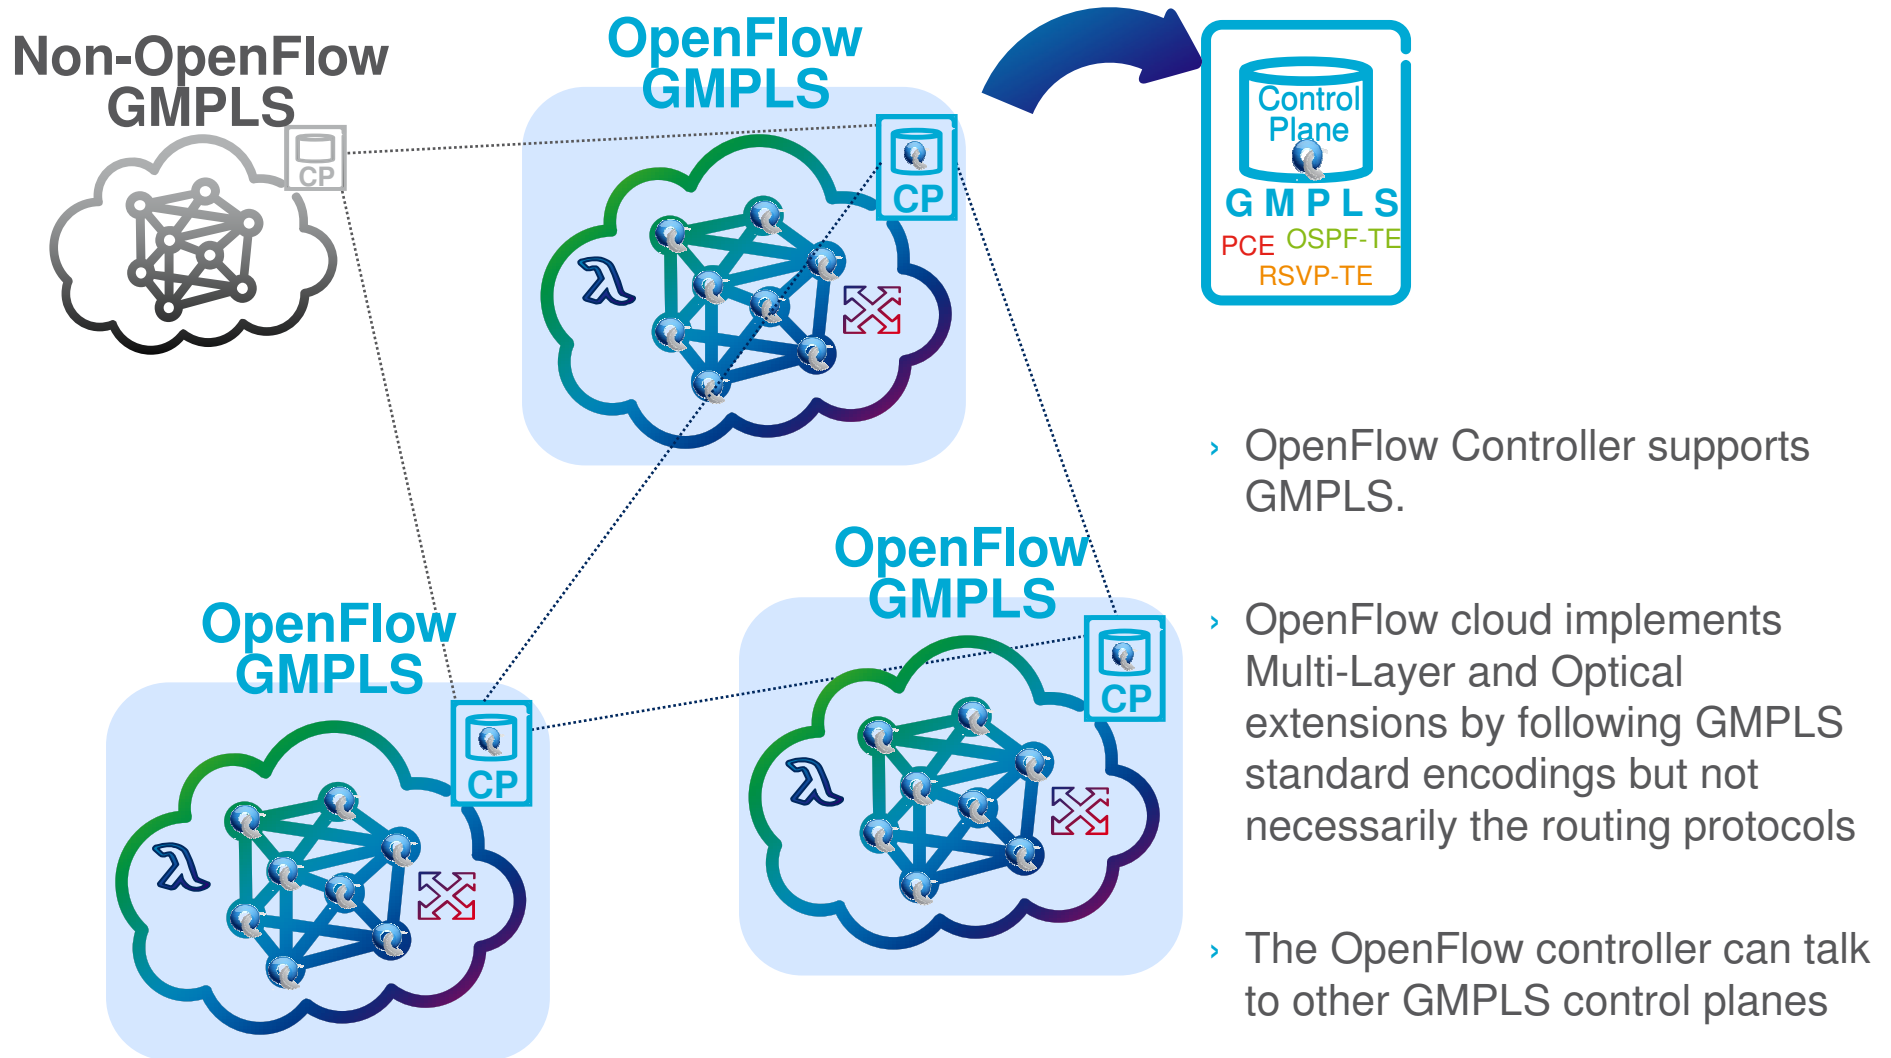 Non-OpenFlow
GMPLS
CP
OpenFlow
GMPLS
CP
λ
Control
Plane
G M P L S
PCE OSPF-TE
RSVP-TE
OpenFlow
GMPLS
CP
λ
OpenFlow
GMPLS
CP
λ
› OpenFlow Controller supports
GMPLS.
› OpenFlow cloud implements
Multi-Layer and Optical
extensions by following GMPLS
standard encodings but not
necessarily the routing protocols
› The OpenFlow controller can talk
to other GMPLS control planes